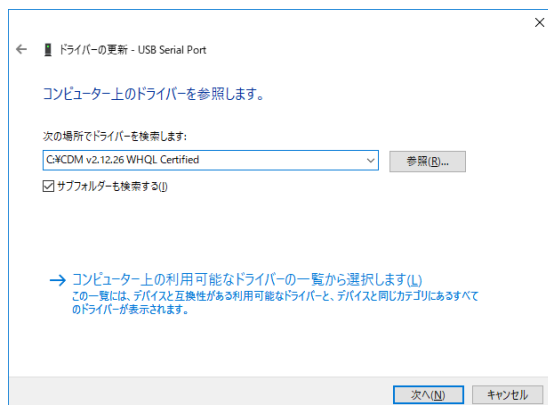 ドライバーの更新 - USB Serial Port
コンピューター上のドライバーを参照します。
次の場所でドライバーを検索します:
C:¥CDM v2.12.26 WHQL Certified
参照(R)...
サブフォルダーも検索する(I)
コンピューター上の利用可能なドライバーの一覧から選択します(L)
この一覧には、デバイスと互換性がある利用可能なドライバーと、デバイスと同じカテゴリにあるすべて
のドライバーが表示されます。
次へ(N)
キャンセル